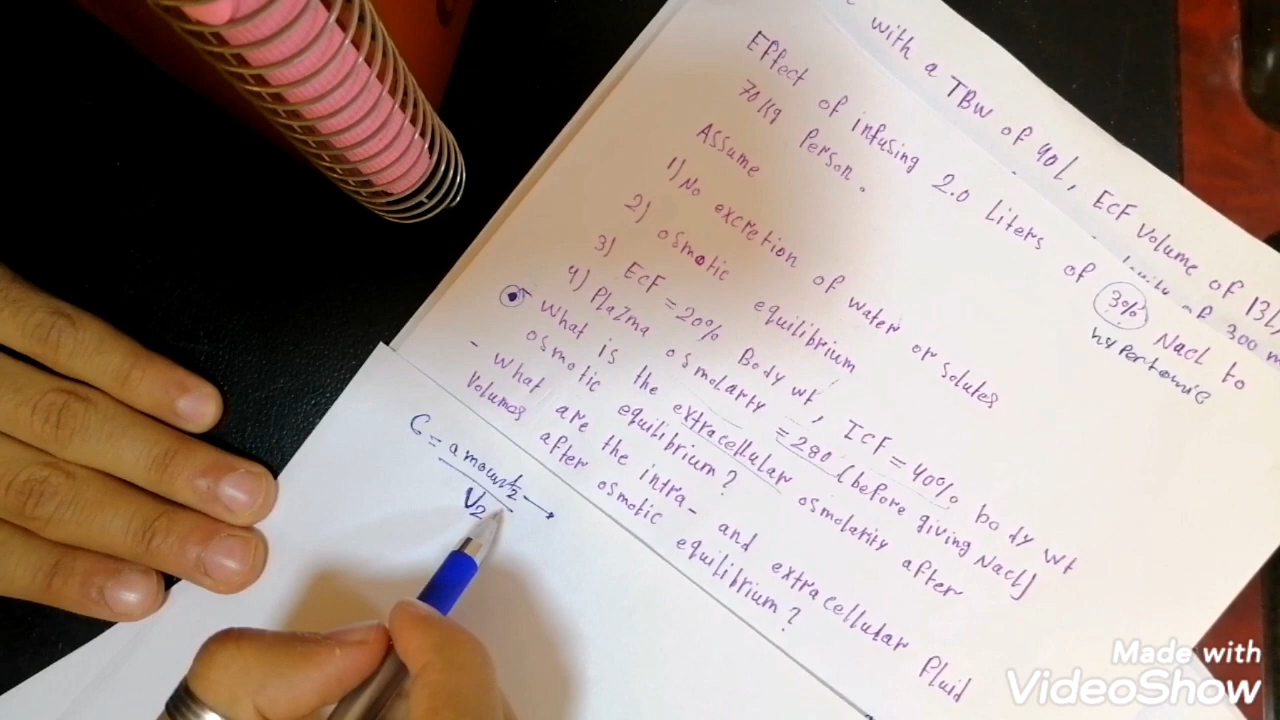 with a TBW of 40L, ECF volume of 13L,
of 300 m
Effect of infusing 2.0 Liters of 3% Nacl to
hypertonic
70 Kg Person.
Assume
1) No excretion of water or solutes
2) osmotic equilibrium
3) ECF = 20% Body wt, ICF = 40% body wt
4) Plazma osmolarity = 280 (before giving Nacl)
What is the extracellular osmolarity after
osmotic equilibrium?
- What are the intra- and extracellular fluid
Volumes after osmotic equilibrium?
C = amount2
V2
Made with
VideoShow